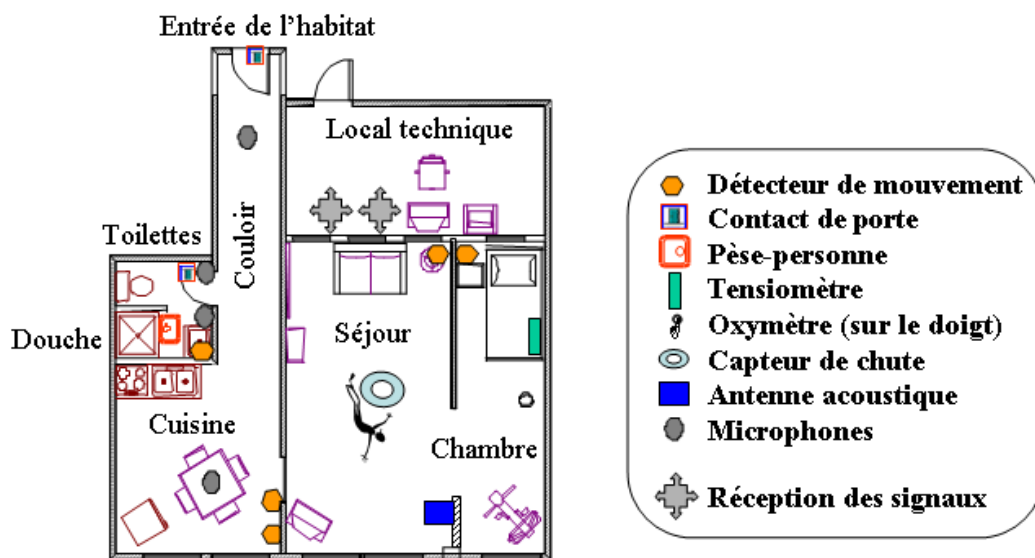 Entrée de l'habitat
Local technique
Toilettes
Couloir
Douche
Séjour
Cuisine
Chambre
Détecteur de mouvement
Contact de porte
Pèse-personne
Tensiomètre
Oxymètre (sur le doigt)
Capteur de chute
Antenne acoustique
Microphones
Réception des signaux